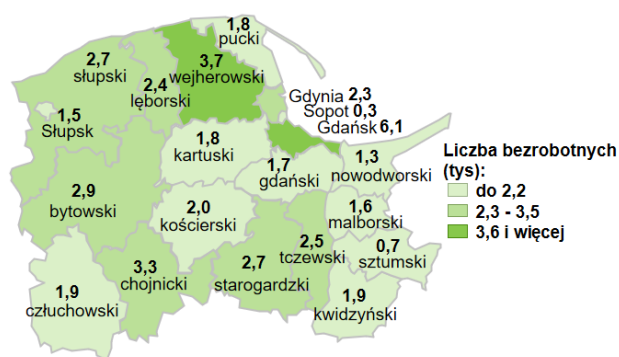 1,8
pucki
2,7
słupski
3,7
wejherowski
2,4
lęborski
Gdynia 2,3
Sopot 0,3
Gdańsk 6,1
1,5
Słupsk
1,8
kartuski
1,7
gdański
1,3
nowodworski
2,9
bytowski
2,0
kościerski
1,6
malborski
0,7
sztumski
2,5
tczewski
3,3
chojnicki
2,7
starogardzki
1,9
człuchowski
1,9
kwidzyński
Liczba bezrobotnych
(tys):
do 2,2
2,3 - 3,5
3,6 i więcej